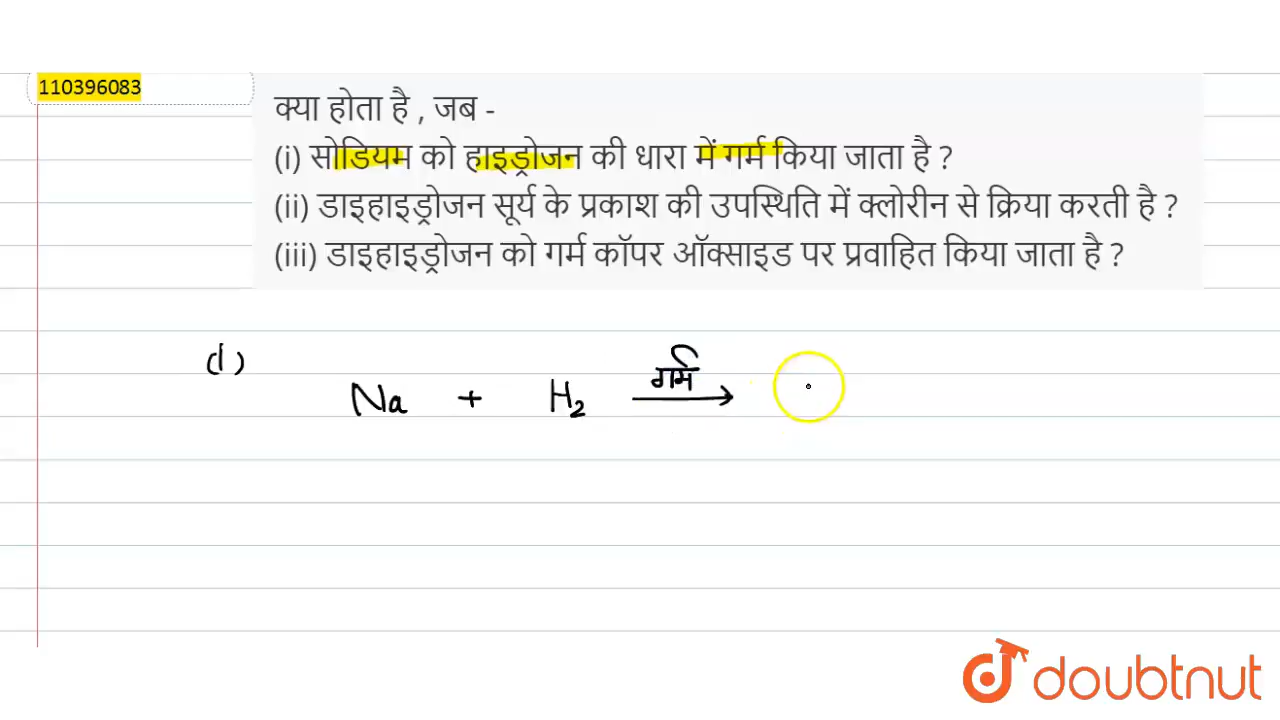 110396083
क्या होता है , जब -
(i) सोडियम को हाइड्रोजन की धारा में गर्म किया जाता है ?
(ii) डाइहाइड्रोजन सूर्य के प्रकाश की उपस्थिति में क्लोरीन से क्रिया करती है ?
(iii) डाइहाइड्रोजन को गर्म कॉपर ऑक्साइड पर प्रवाहित किया जाता है ?
(i)
गर्म
Na + H₂ →
doubtnut